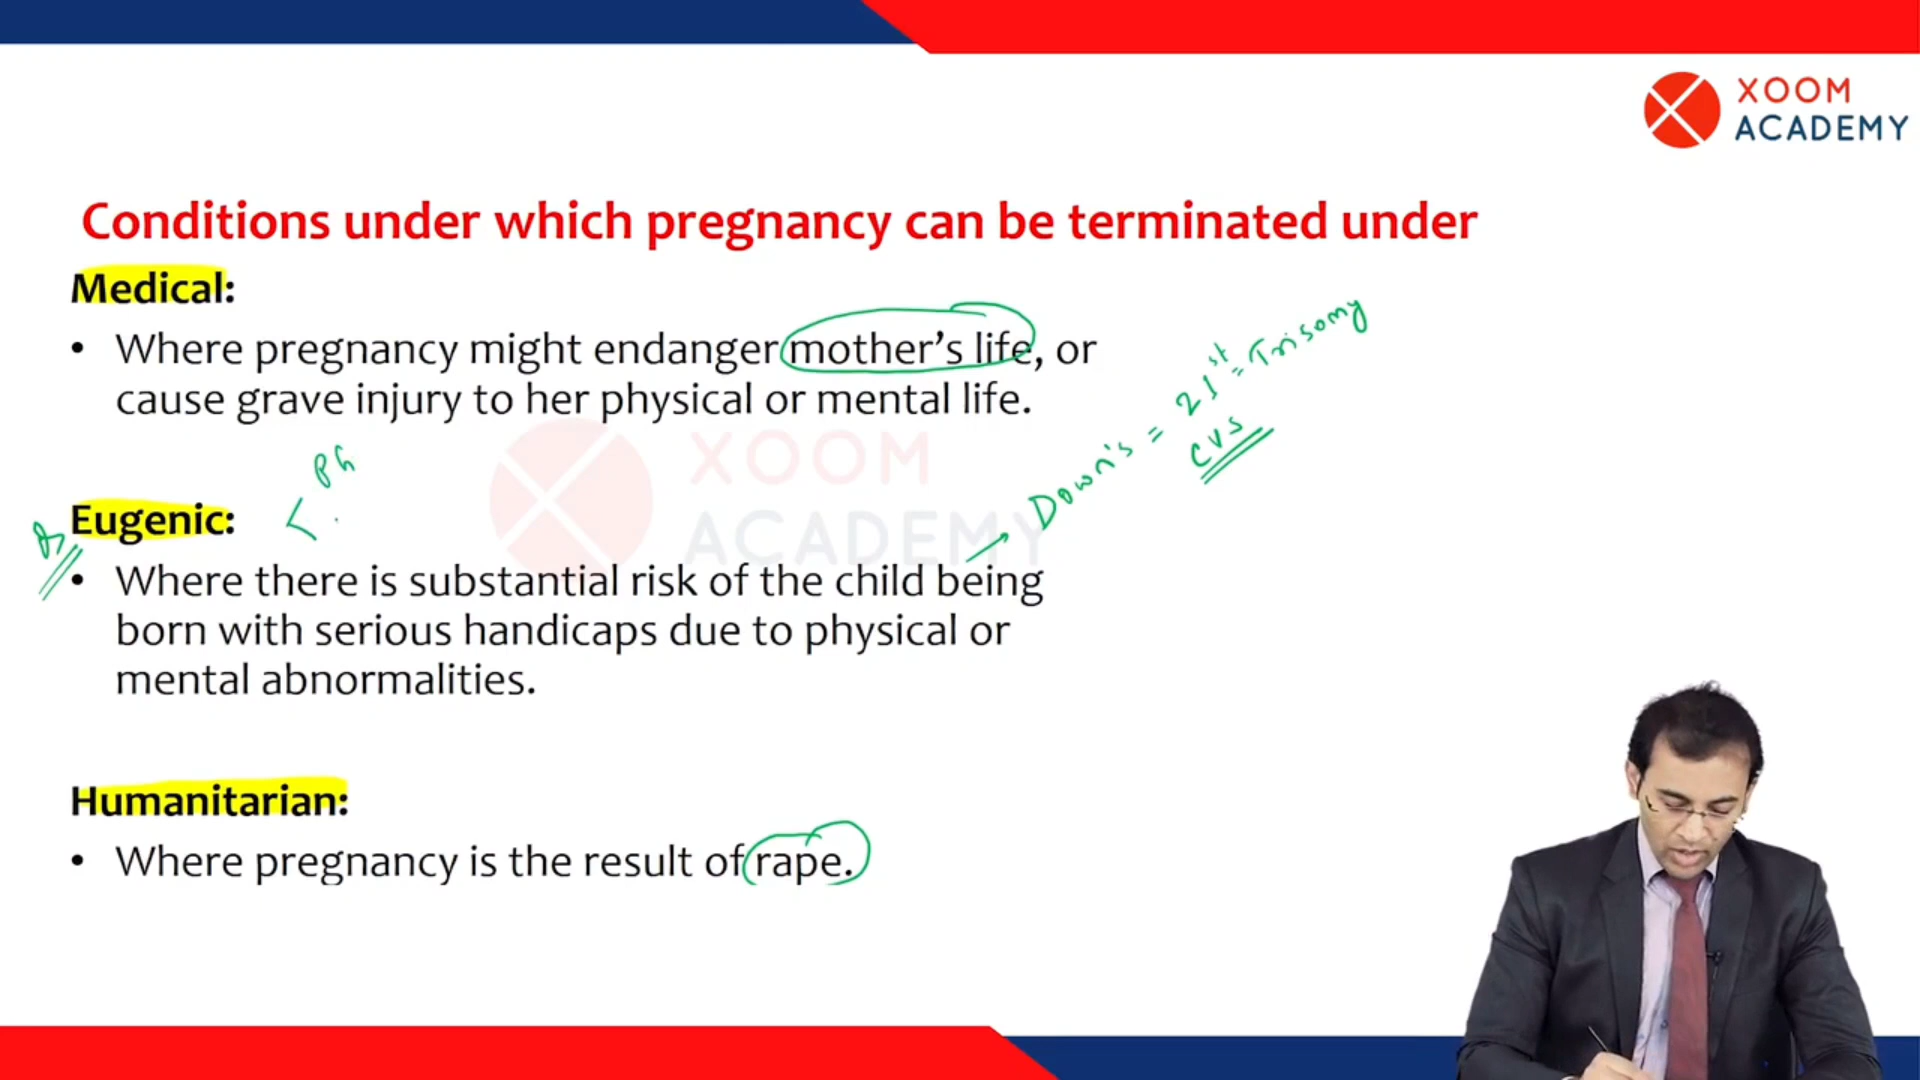 XOOM
ACADEMY
Conditions under which pregnancy can be terminated under
Medical:
• Where pregnancy might endanger mother's life, or
cause grave injury to her physical or mental life.
Down's = 21st = Trisomy
CVS
Ph
XOOM
ACADEMY
Eugenic:
• Where there is substantial risk of the child being
born with serious handicaps due to physical or
mental abnormalities.
Humanitarian:
• Where pregnancy is the result of rape.